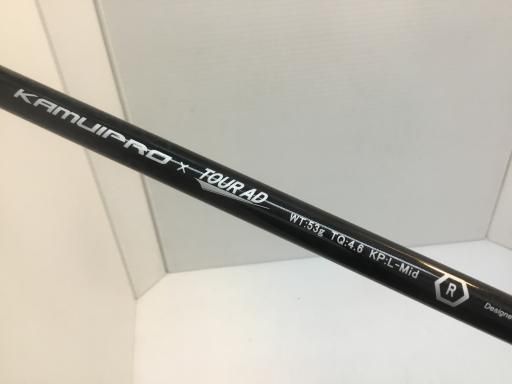 KAMUIPRO × TOUR AD WT:53g TQ:4.6 KP:L-Mid R Designe